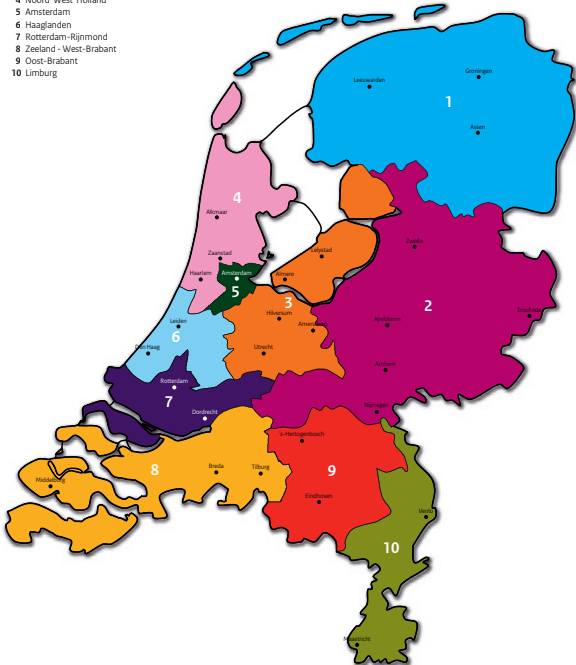 4 Noord-West-Holland
5 Amsterdam
6 Haaglanden
7 Rotterdam-Rijnmond
8 Zeeland - West-Brabant
9 Oost-Brabant
10 Limburg
Groningen
Leeuwarden
1
Assen
4
Alkmaar
Zwolle
Zaanstad
Lelystad
Haarlem
Amsterdam
Almere
5
3
2
Hilversum
Enschede
Leiden
Apeldoorn
Amersfoort
6
Den Haag
Utrecht
Arnhem
Rotterdam
7
Nijmegen
Dordrecht
's-Hertogenbosch
8
Breda
Tilburg
9
Middelburg
Eindhoven
Venlo
10
Maastricht